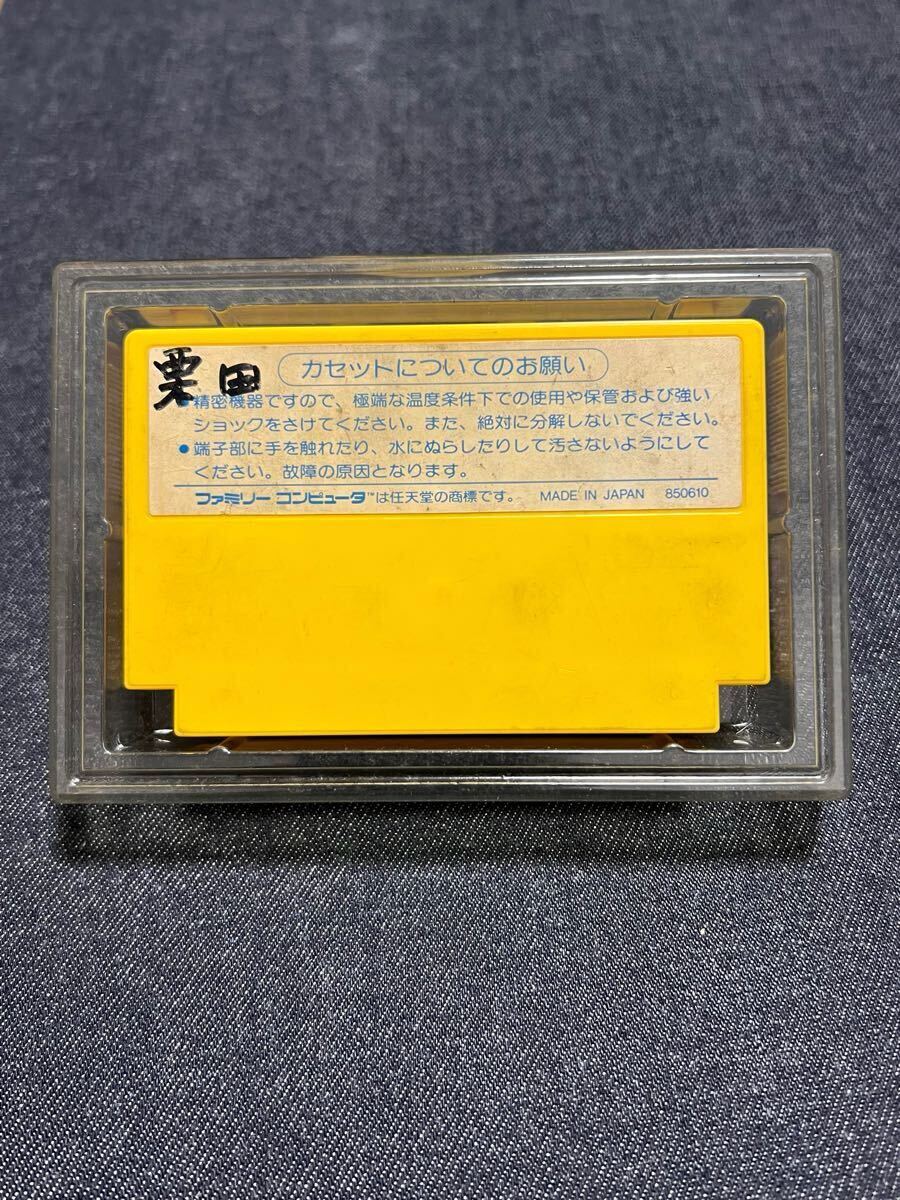 栗田
カセットについてのお願い
●精密機器ですので、極端な温度条件下での使用や保管および強い
ショックをさけてください。また、絶対に分解しないでください。
●端子部に手を触れたり、水にぬらしたりして汚さないようにして
ください。故障の原因となります。
ファミリー コンピュータ™は任天堂の商標です。 MADE IN JAPAN 850610